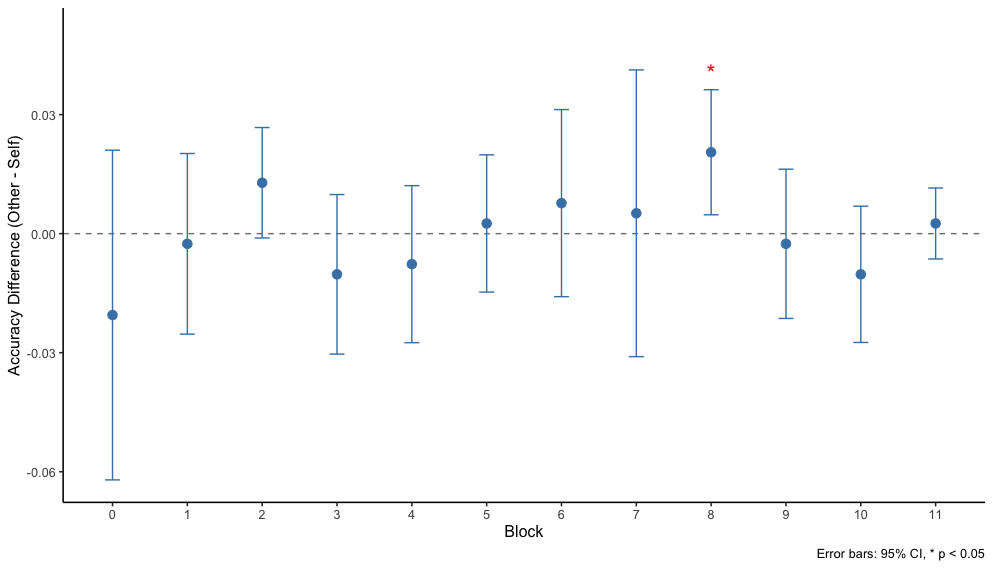 Accuracy Difference (Other - Self)
*
0.03
0.00
-0.03
-0.06
0 1 2 3 4 5 6 7 8 9 10 11
Block
Error bars: 95% CI, * p < 0.05